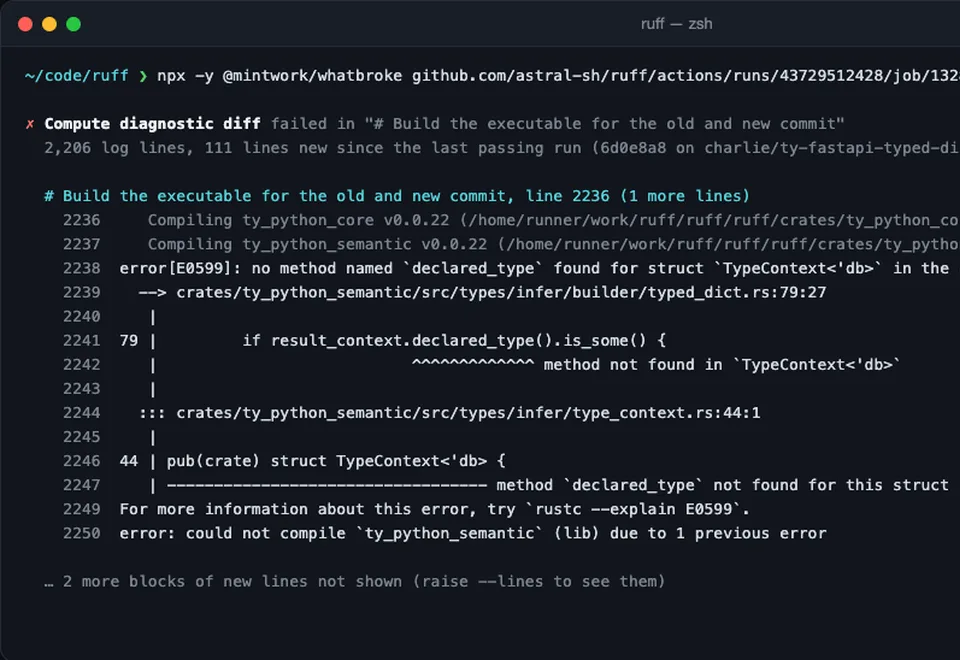 ruff — zsh
~/code/ruff ❯ npx -y @mintwork/whatbroke github.com/astral-sh/ruff/actions/runs/43729512428/job/132
✗ Compute diagnostic diff failed in "# Build the executable for the old and new commit"
2,206 log lines, 111 lines new since the last passing run (6d0e8a8 on charlie/ty-fastapi-typed-di
# Build the executable for the old and new commit, line 2236 (1 more lines)
2236     Compiling ty_python_core v0.0.22 (/home/runner/work/ruff/ruff/ruff/crates/ty_python_co
2237     Compiling ty_python_semantic v0.0.22 (/home/runner/work/ruff/ruff/ruff/crates/ty_pytho
2238  error[E0599]: no method named `declared_type` found for struct `TypeContext<'db>` in the
2239    --> crates/ty_python_semantic/src/types/infer/builder/typed_dict.rs:79:27
2240     |
2241  79 |         if result_context.declared_type().is_some() {
2242     |                           ^^^^^^^^^^^^^ method not found in `TypeContext<'db>`
2243     |
2244    ::: crates/ty_python_semantic/src/types/infer/type_context.rs:44:1
2245     |
2246  44 | pub(crate) struct TypeContext<'db> {
2247     | ---------------------------------- method `declared_type` not found for this struct
2249  For more information about this error, try `rustc --explain E0599`.
2250  error: could not compile `ty_python_semantic` (lib) due to 1 previous error
… 2 more blocks of new lines not shown (raise --lines to see them)